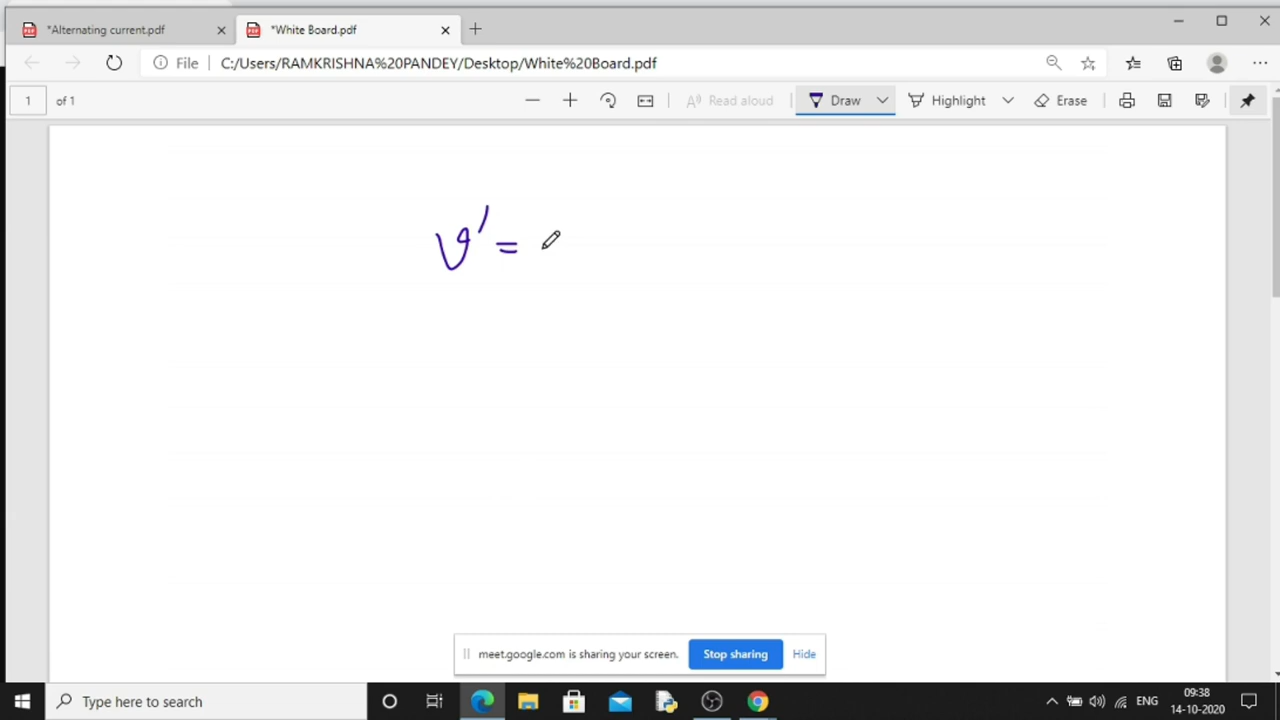 *Alternating current.pdf
*White Board.pdf
File
C:/Users/RAMKRISHNA%20PANDEY/Desktop/White%20Board.pdf
1 of 1
Read aloud
Draw
Highlight
Erase
v' =
meet.google.com is sharing your screen. Stop sharing Hide
Type here to search
ENG
09:38
14-10-2020